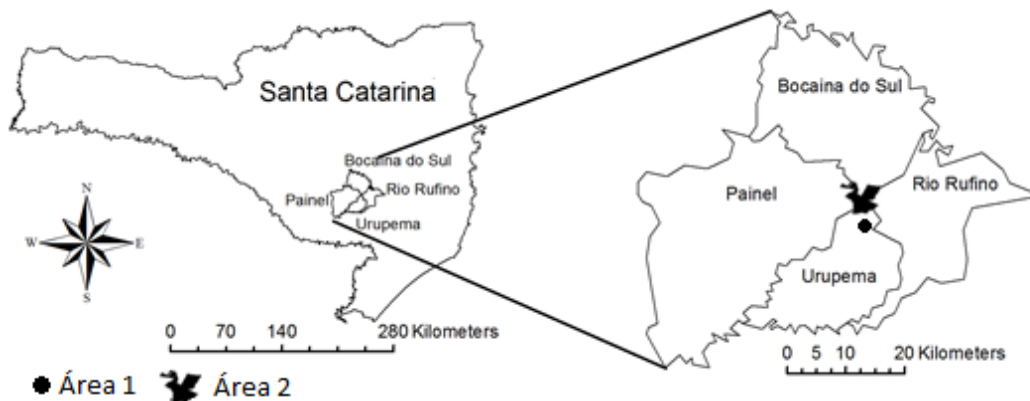 Santa Catarina
Bocaina do Sul
Painel
Rio Rufino
Urupema
N
W
E
S
0 70 140 280 Kilometers
Área 1
Área 2
Bocaina do Sul
Painel
Rio Rufino
Urupema
0 5 10 20 Kilometers